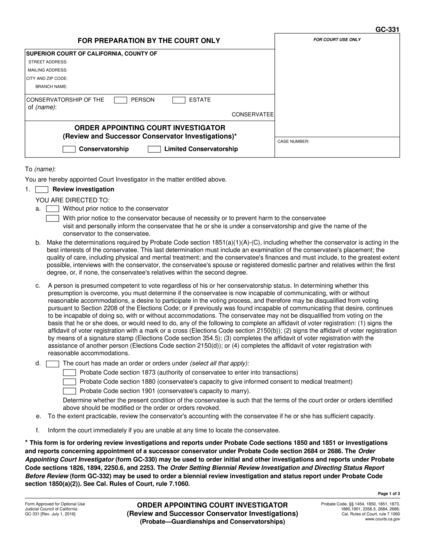 GC-331
FOR PREPARATION BY THE COURT ONLY
FOR COURT USE ONLY
SUPERIOR COURT OF CALIFORNIA, COUNTY OF
STREET ADDRESS:
MAILING ADDRESS:
CITY AND ZIP CODE:
BRANCH NAME:
CONSERVATORSHIP OF THE PERSON ESTATE
of (name):
CONSERVATEE
ORDER APPOINTING COURT INVESTIGATOR
(Review and Successor Conservator Investigations)*
Conservatorship Limited Conservatorship
CASE NUMBER:
To (name):
You are hereby appointed Court Investigator in the matter entitled above.
1. Review investigation
YOU ARE DIRECTED TO:
a. Without prior notice to the conservator
With prior notice to the conservator because of necessity or to prevent harm to the conservatee
visit and personally inform the conservatee that he or she is under a conservatorship and give the name of the
conservator to the conservatee.
b. Make the determinations required by Probate Code section 1851(a)(1)(A)-(C), including whether the conservator is acting in the
best interests of the conservatee. This last determination must include an examination of the conservatee's placement; the
quality of care, including physical and mental treatment; and the conservatee's finances and must include, to the greatest extent
possible, interviews with the conservator, the conservatee's spouse or registered domestic partner and relatives within the first
degree, or, if none, the conservatee's relatives within the second degree.
c. A person is presumed competent to vote regardless of his or her conservatorship status. In determining whether this
presumption is overcome, you must determine if the conservatee is now incapable of communicating, with or without
reasonable accommodations, a desire to participate in the voting process, and therefore may be disqualified from voting
pursuant to Section 2208 of the Elections Code; or if previously was found incapable of communicating that desire, continues
to be incapable of doing so, with or without accommodations. The conservatee may not be disqualified from voting on the
basis that he or she does, or would need to do, any of the following to complete an affidavit of voter registration: (1) signs the
affidavit of voter registration with a mark or a cross (Elections Code section 2150(b)); (2) signs the affidavit of voter registration
by means of a signature stamp (Elections Code section 354.5); (3) completes the affidavit of voter registration with the
assistance of another person (Elections Code section 2150(d)); or (4) completes the affidavit of voter registration with
reasonable accommodations.
d. The court has made an order or orders under (select all that apply):
Probate Code section 1873 (authority of conservatee to enter into transactions)
Probate Code section 1880 (conservatee's capacity to give informed consent to medical treatment)
Probate Code section 1901 (conservatee's capacity to marry).
Determine whether the present condition of the conservatee is such that the terms of the court order or orders identified
above should be modified or the order or orders revoked.
e. To the extent practicable, review the conservator's accounting with the conservatee if he or she has sufficient capacity.
f. Inform the court immediately if you are unable at any time to locate the conservatee.
* This form is for ordering review investigations and reports under Probate Code sections 1850 and 1851 or investigations
and reports concerning appointment of a successor conservator under Probate Code section 2684 or 2686. The Order
Appointing Court Investigator (form GC-330) may be used to order initial and other investigations and reports under Probate
Code sections 1826, 1894, 2250.6, and 2253. The Order Setting Biennial Review Investigation and Directing Status Report
Before Review (form GC-332) may be used to order a biennial review investigation and status report under Probate Code
section 1850(a)(2)). See Cal. Rules of Court, rule 7.1060.
Page 1 of 3
Form Approved for Optional Use
Judicial Council of California
GC-331 [Rev. July 1, 2016]
ORDER APPOINTING COURT INVESTIGATOR
(Review and Successor Conservator Investigations)
(Probate—Guardianships and Conservatorships)
Probate Code, §§ 1454, 1850, 1851, 1873,
1880,1901, 2356.5, 2684, 2686;
Cal. Rules of Court, rule 7.1060
www.courts.ca.gov